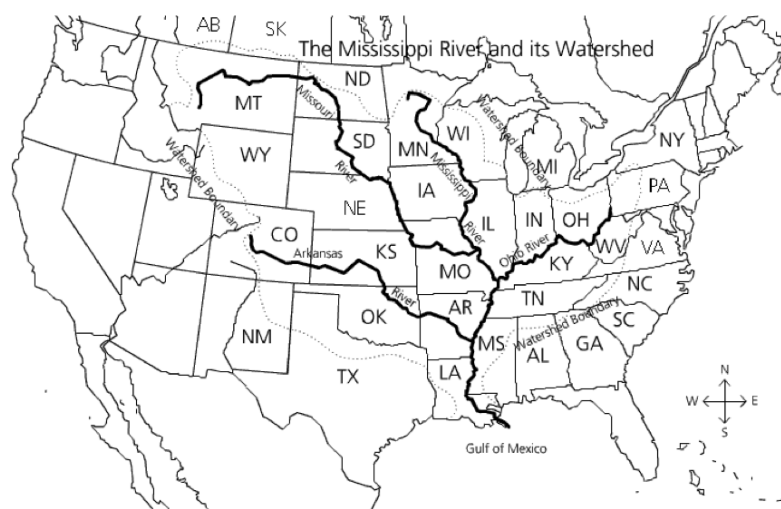 AB
SK
The Mississippi River and its Watershed
ND
MT
Missouri
River
Watershed Boundary
WI
NY
SD
MN
Mississippi
River
MI
WY
Watershed Boundary
IA
PA
NE
IL
IN
OH
CO
Arkansas
River
KS
Ohio River
WV
VA
MO
KY
NC
TN
AR
OK
SC
Watershed Boundary
NM
MS
AL
GA
TX
LA
N
W
E
S
Gulf of Mexico